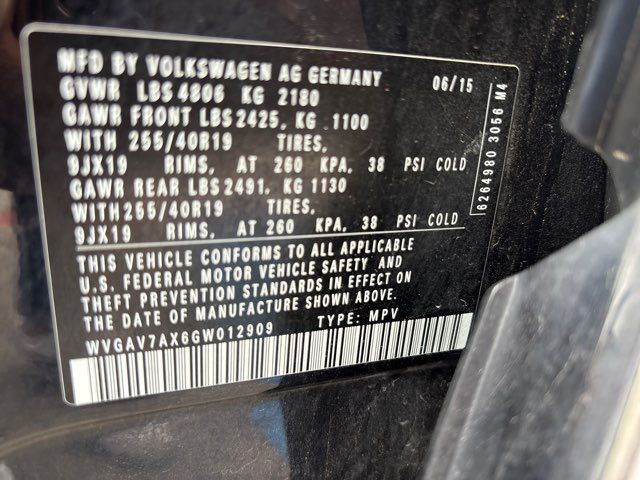 MFD BY VOLKSWAGEN AG GERMANY 06/15
GVWR LBS 4806 KG 2180
GAWR FRONT LBS 2425, KG 1100
WITH 255/40R19 TIRES,
9JX19 RIMS, AT 260 KPA, 38 PSI COLD
GAWR REAR LBS 2491, KG 1130
WITH 255/40R19 TIRES,
9JX19 RIMS, AT 260 KPA, 38 PSI COLD
THIS VEHICLE CONFORMS TO ALL APPLICABLE
U.S. FEDERAL MOTOR VEHICLE SAFETY AND
THEFT PREVENTION STANDARDS IN EFFECT ON
THE DATE OF MANUFACTURE SHOWN ABOVE.
WVGAV7AX6GW012909 TYPE: MPV
6264980 3056 M4